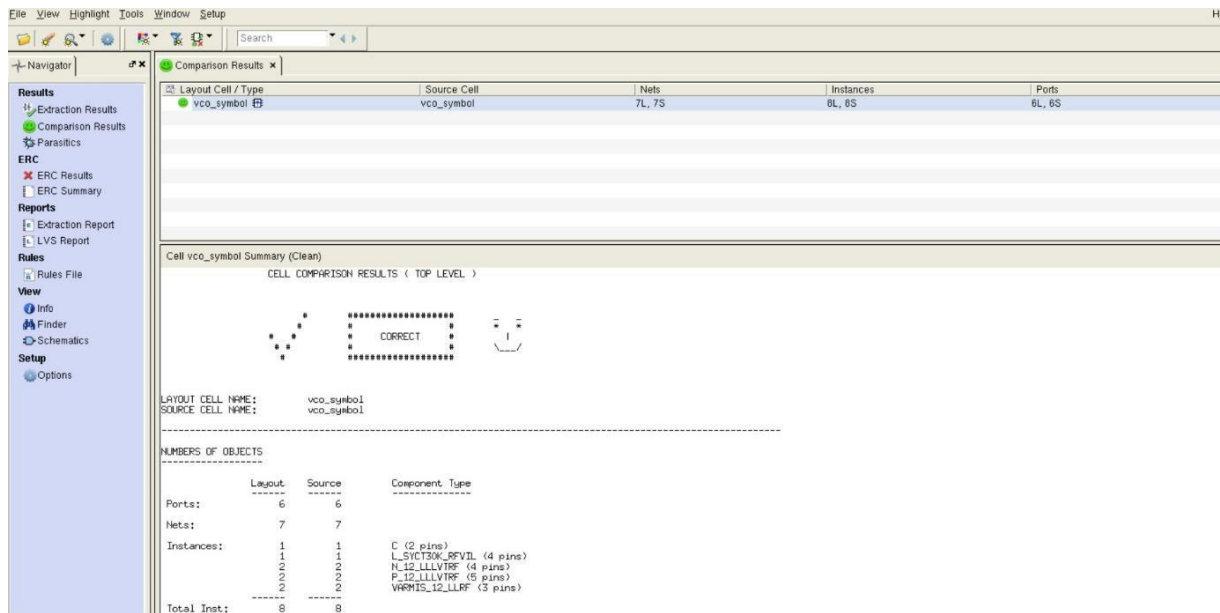 File View Highlight Tools Window Setup H
Search
Navigator
Comparison Results ×
Results
Extraction Results
Comparison Results
Parasitics
ERC
ERC Results
ERC Summary
Reports
Extraction Report
LVS Report
Rules
Rules File
View
Info
Finder
Schematics
Setup
Options
Layout Cell / Type Source Cell Nets Instances Ports
vco_symbol vco_symbol 7L, 7S 8L, 8S 6L, 6S
Cell vco_symbol Summary (Clean)
CELL COMPARISON RESULTS ( TOP LEVEL )
CORRECT
LAYOUT CELL NAME: vco_symbol
SOURCE CELL NAME: vco_symbol
NUMBERS OF OBJECTS
Layout Source Component Type
Ports: 6 6
Nets: 7 7
Instances: 1 1 C (2 pins)
1 1 L_SYCT30K_RFVIL (4 pins)
2 2 N_12_LLLVTRF (4 pins)
2 2 P_12_LLLVTRF (5 pins)
2 2 VARMIS_12_LLRF (3 pins)
Total Inst: 8 8